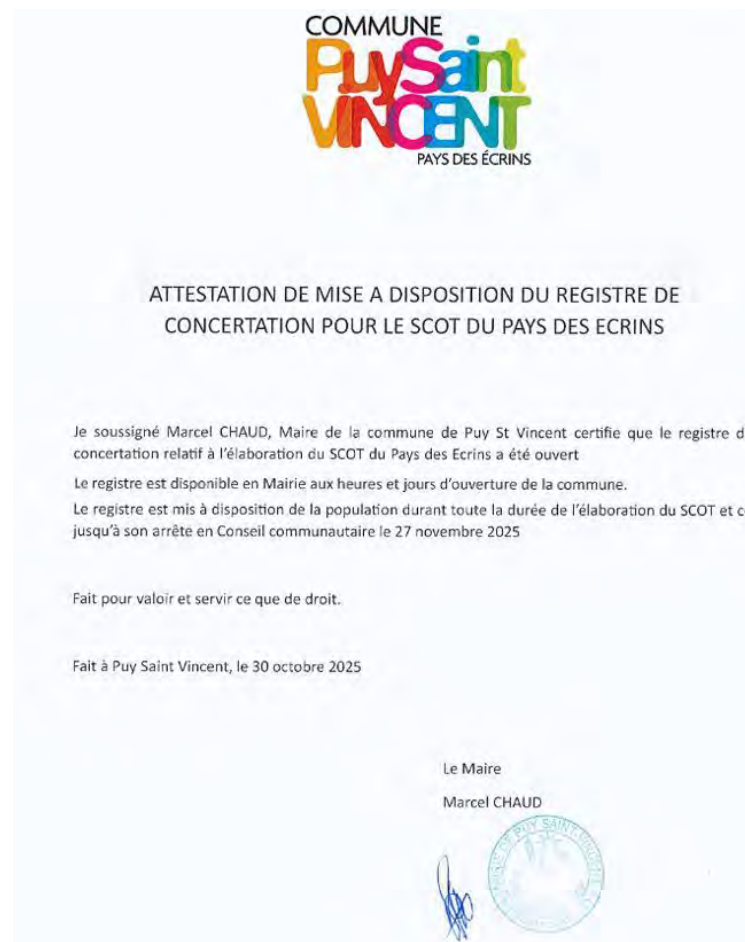 COMMUNE
PuySaint
VINCENT
PAYS DES ÉCRINS
ATTESTATION DE MISE A DISPOSITION DU REGISTRE DE
CONCERTATION POUR LE SCOT DU PAYS DES ECRINS
Je soussigné Marcel CHAUD, Maire de la commune de Puy St Vincent certifie que le registre d
concertation relatif à l'élaboration du SCOT du Pays des Ecrins a été ouvert
Le registre est disponible en Mairie aux heures et jours d'ouverture de la commune.
Le registre est mis à disposition de la population durant toute la durée de l'élaboration du SCOT et c
jusqu'à son arrête en Conseil communautaire le 27 novembre 2025
Fait pour valoir et servir ce que de droit.
Fait à Puy Saint Vincent, le 30 octobre 2025
Le Maire
Marcel CHAUD
MAIRIE DE PUY SAINT-VINCENT